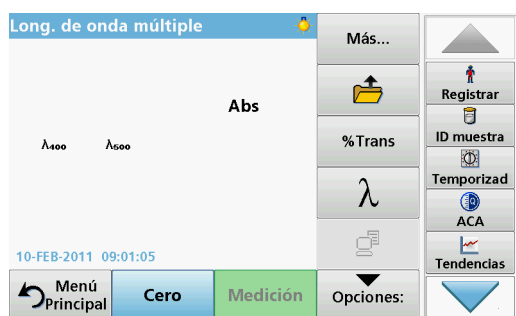 Long. de onda múltiple
Abs
λ₄₀₀ λ₅₀₀
10-FEB-2011 09:01:05
Menú Principal
Cero
Medición
Más...
%Trans
λ
Opciones:
Registrar
ID muestra
Temporizad
ACA
Tendencias